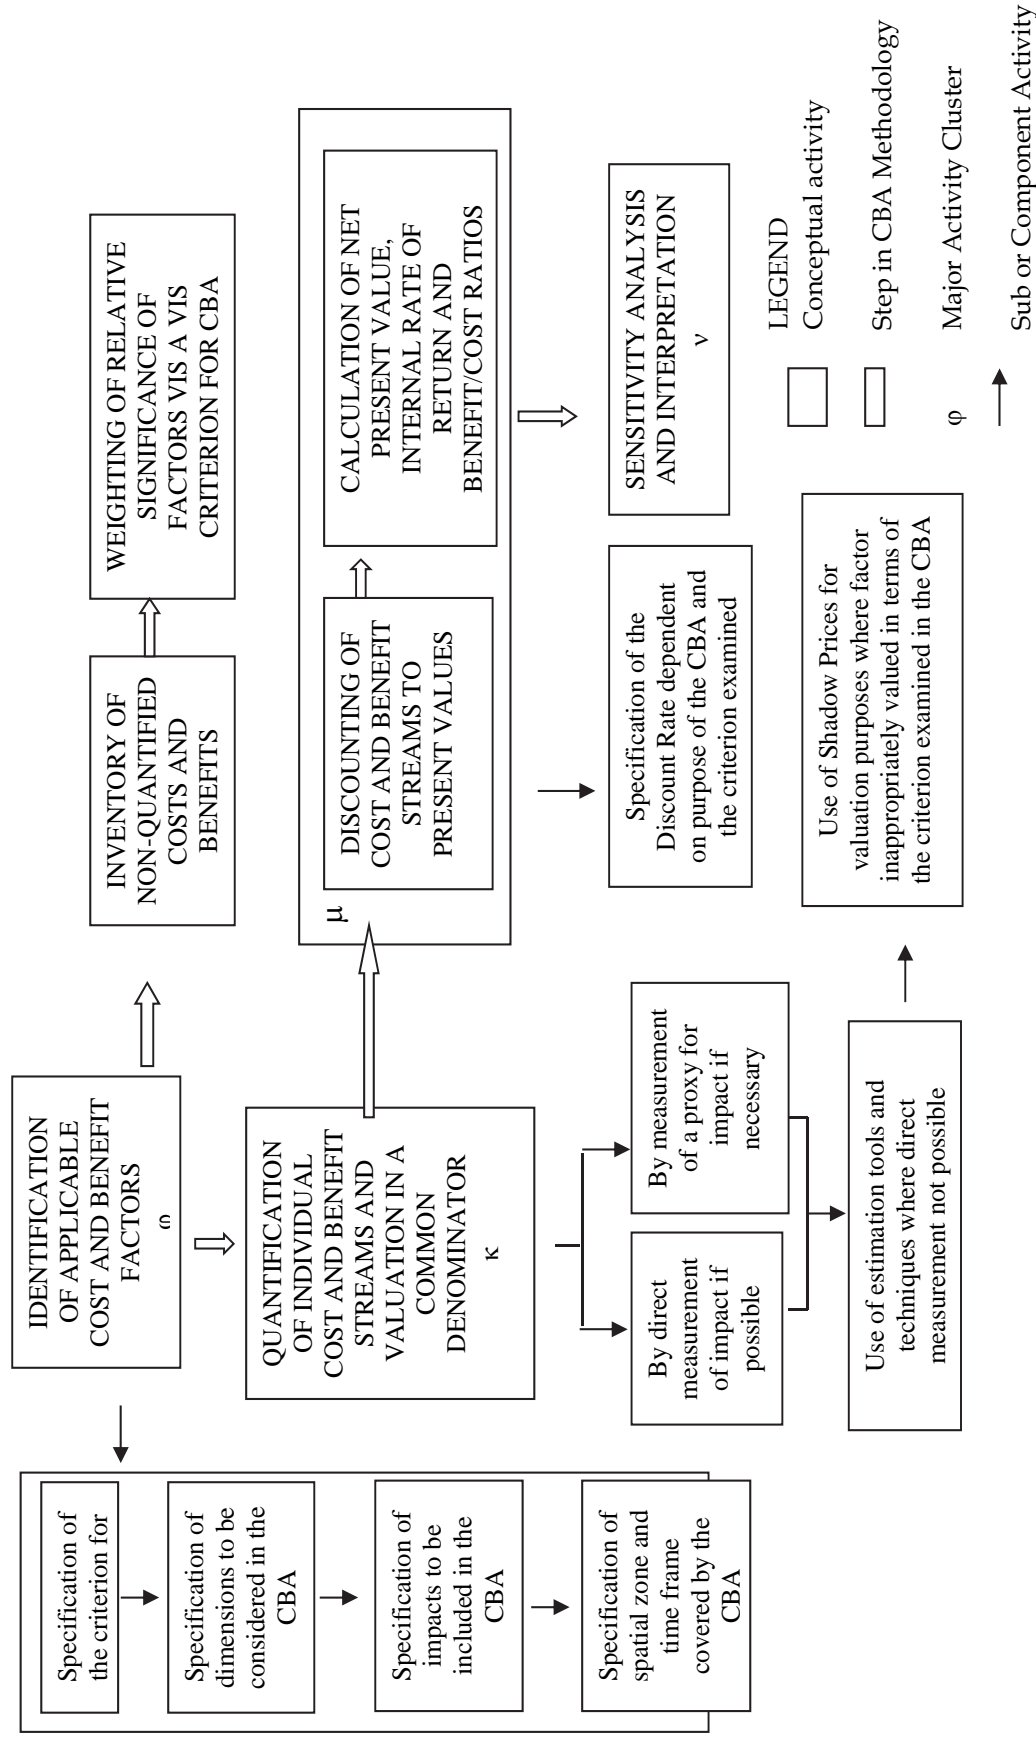 Specification of
the criterion for
Specification of
dimensions to be
considered in the
CBA
Specification of
impacts to be
included in the
CBA
Specification of
spatial zone and
time frame
covered by the
CBA
IDENTIFICATION
OF APPLICABLE
COST AND BENEFIT
FACTORS
ϖ
QUANTIFICATION
OF INDIVIDUAL
COST AND BENEFIT
STREAMS AND
VALUATION IN A
COMMON
DENOMINATOR
κ
By direct
measurement
of impact if
possible
By measurement
of a proxy for
impact if
necessary
Use of estimation tools and
techniques where direct
measurement not possible
INVENTORY OF
NON-QUANTIFIED
COSTS AND
BENEFITS
WEIGHTING OF RELATIVE
SIGNIFICANCE OF
FACTORS VIS A VIS
CRITERION FOR CBA
μ
DISCOUNTING OF
COST AND BENEFIT
STREAMS TO
PRESENT VALUES
CALCULATION OF NET
PRESENT VALUE,
INTERNAL RATE OF
RETURN AND
BENEFIT/COST RATIOS
Specification of the
Discount Rate dependent
on purpose of the CBA and
the criterion examined
SENSITIVITY ANALYSIS
AND INTERPRETATION
ν
Use of Shadow Prices for
valuation purposes where factor
inappropriately valued in terms of
the criterion examined in the CBA
LEGEND
Conceptual activity
Step in CBA Methodology
φ Major Activity Cluster
Sub or Component Activity